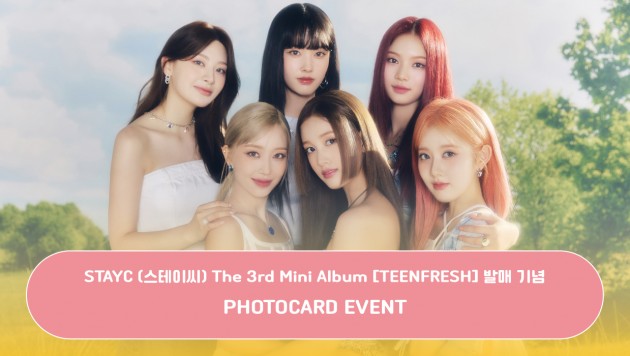 STAYC (스테이씨) The 3rd Mini Album [TEENFRESH] 발매 기념
PHOTOCARD EVENT